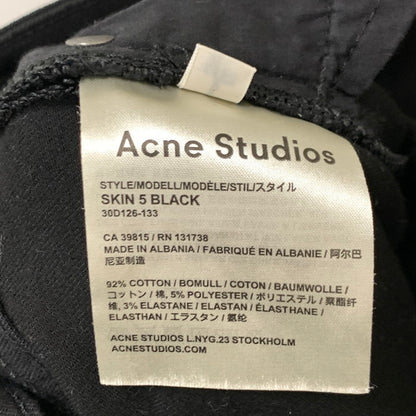 Acne Studios
STYLE/MODELL/MODÈLE/STIL/スタイル
SKIN 5 BLACK
30D126-133
CA 39815 / RN 131738
MADE IN ALBANIA / FABRIQUÉ EN ALBANIE / 阿尔巴
尼亚制造
92% COTTON / BOMULL / COTON / BAUMWOLLE /
コットン / 棉, 5% POLYESTER / ポリエステル / 聚酯纤
维, 3% ELASTANE / ELASTAN / ÉLASTHANE /
ELASTHAN / エラスタン / 氨纶
ACNE STUDIOS L.NYG.23 STOCKHOLM
ACNESTUDIOS.COM